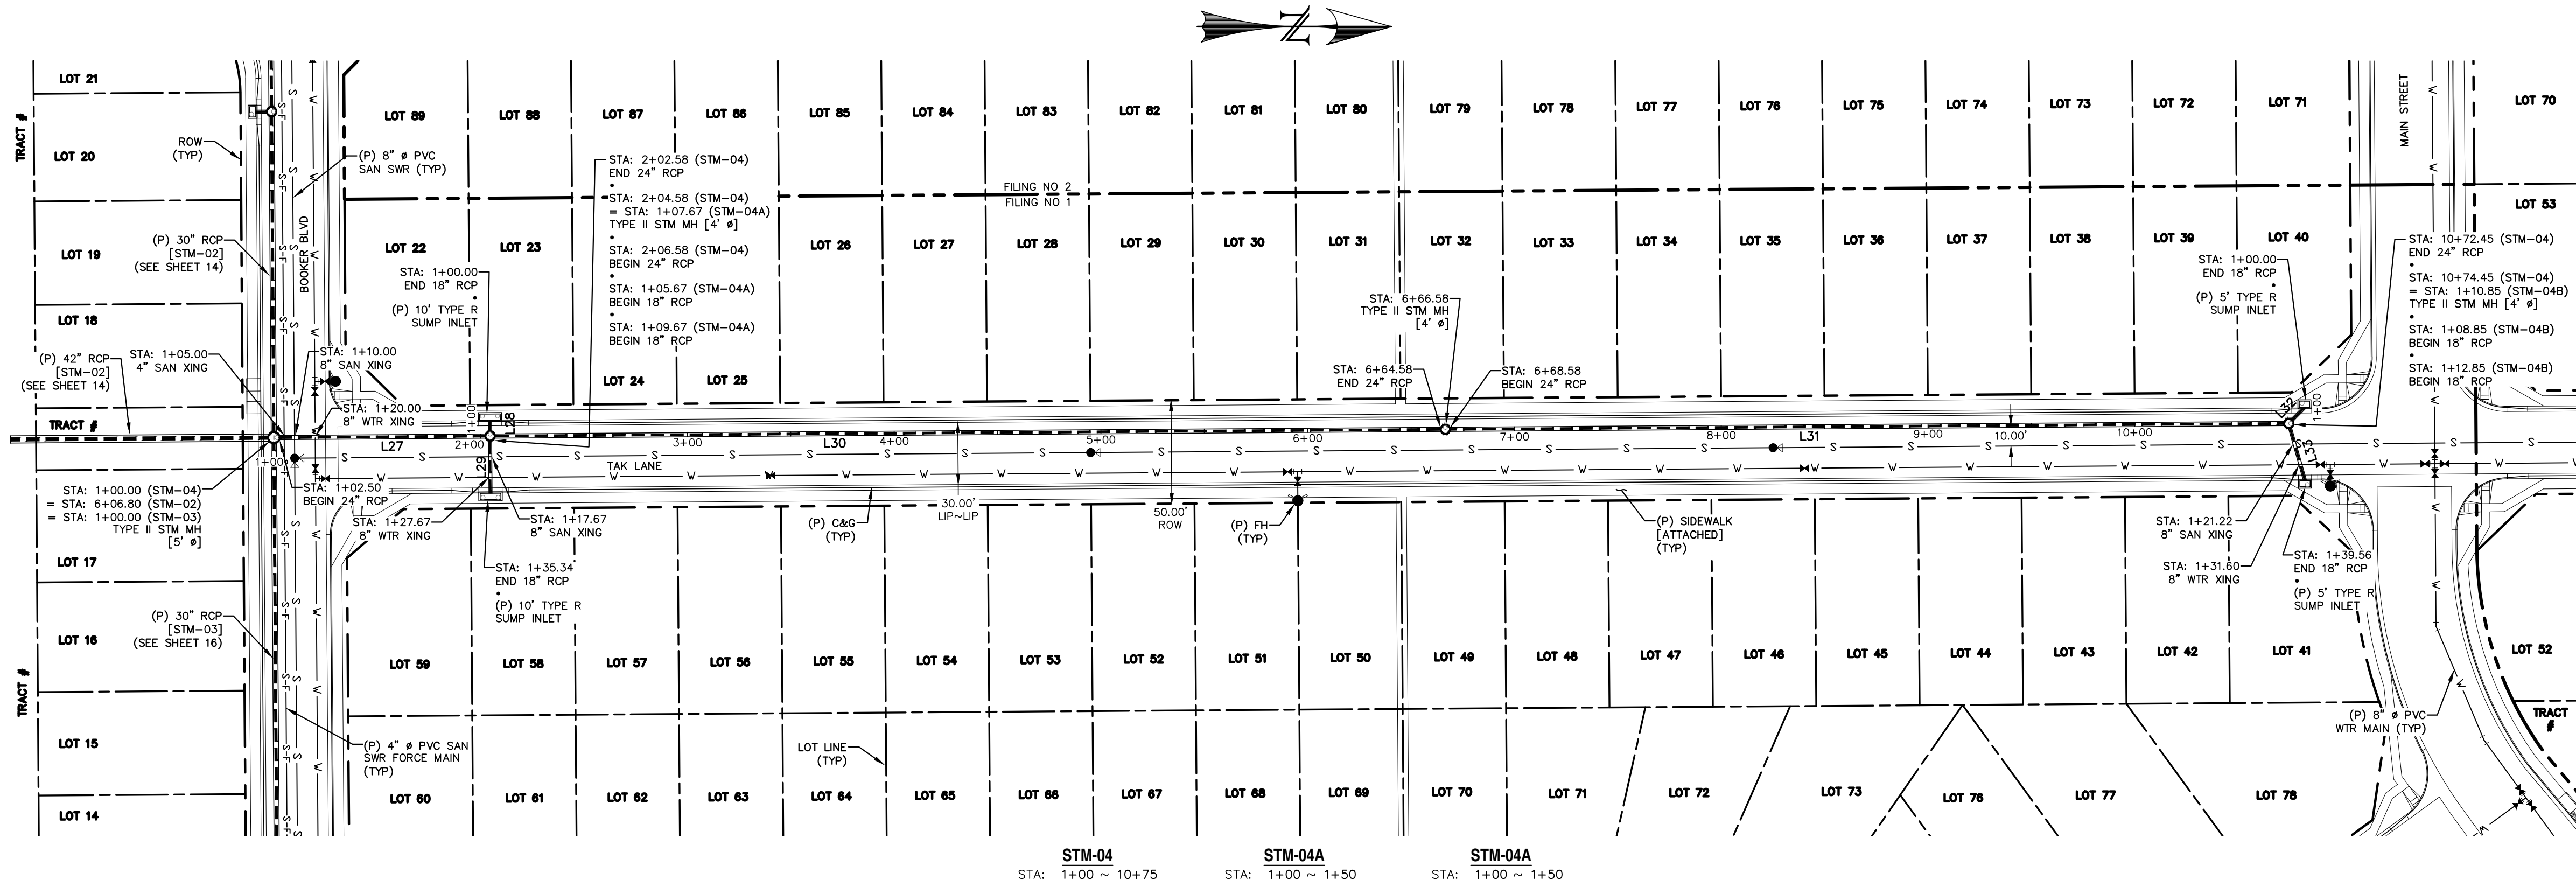 N
LOT 21
LOT 20
LOT 19
LOT 18
TRACT #
LOT 17
LOT 16
LOT 15
LOT 14
TRACT #
TRACT #
ROW
(TYP)
(P) 30" RCP
[STM-02]
(SEE SHEET 14)
(P) 42" RCP
[STM-02]
(SEE SHEET 14)
STA: 1+05.00
4" SAN XING
STA: 1+00.00 (STM-04)
= STA: 6+06.80 (STM-02)
= STA: 1+00.00 (STM-03)
TYPE II STM MH
[5' ø]
(P) 30" RCP
[STM-03]
(SEE SHEET 16)
BOOKER BLVD
(P) 8" ø PVC
SAN SWR (TYP)
STA: 1+10.00
8" SAN XING
STA: 1+20.00
8" WTR XING
1+00
STA: 1+02.50
BEGIN 24" RCP
STA: 1+27.67
8" WTR XING
(P) 4" ø PVC SAN
SWR FORCE MAIN
(TYP)
LOT 89
LOT 88
LOT 87
LOT 86
LOT 85
LOT 84
LOT 83
LOT 82
LOT 81
LOT 80
LOT 79
LOT 78
LOT 77
LOT 76
LOT 75
LOT 74
LOT 73
LOT 72
LOT 71
LOT 70
MAIN STREET
STA: 2+02.58 (STM-04)
END 24" RCP
•
STA: 2+04.58 (STM-04)
= STA: 1+07.67 (STM-04A)
TYPE II STM MH [4' ø]
•
STA: 2+06.58 (STM-04)
BEGIN 24" RCP
•
STA: 1+05.67 (STM-04A)
BEGIN 18" RCP
•
STA: 1+09.67 (STM-04A)
BEGIN 18" RCP
FILING NO 2
FILING NO 1
LOT 22
LOT 23
LOT 24
LOT 25
LOT 26
LOT 27
LOT 28
LOT 29
LOT 30
LOT 31
LOT 32
LOT 33
LOT 34
LOT 35
LOT 36
LOT 37
LOT 38
LOT 39
LOT 40
LOT 53
STA: 1+00.00
END 18" RCP
•
(P) 10' TYPE R
SUMP INLET
STA: 6+66.58
TYPE II STM MH
[4' ø]
STA: 6+64.58
END 24" RCP
STA: 6+68.58
BEGIN 24" RCP
STA: 1+00.00
END 18" RCP
•
(P) 5' TYPE R
SUMP INLET
STA: 10+72.45 (STM-04)
END 24" RCP
•
STA: 10+74.45 (STM-04)
= STA: 1+10.85 (STM-04B)
TYPE II STM MH [4' ø]
•
STA: 1+08.85 (STM-04B)
BEGIN 18" RCP
•
STA: 1+12.85 (STM-04B)
BEGIN 18" RCP
1+00
L28
L27
2+00
L29
3+00
L30
4+00
5+00
6+00
7+00
8+00
L31
9+00
10.00'
10+00
L32
1+00
L33
TAK LANE
30.00'
LIP~LIP
50.00'
ROW
(P) C&G
(TYP)
(P) FH
(TYP)
(P) SIDEWALK
[ATTACHED]
(TYP)
STA: 1+17.67
8" SAN XING
STA: 1+35.34
END 18" RCP
•
(P) 10' TYPE R
SUMP INLET
STA: 1+21.22
8" SAN XING
STA: 1+31.60
8" WTR XING
STA: 1+39.56
END 18" RCP
•
(P) 5' TYPE R
SUMP INLET
LOT 59
LOT 58
LOT 57
LOT 56
LOT 55
LOT 54
LOT 53
LOT 52
LOT 51
LOT 50
LOT 49
LOT 48
LOT 47
LOT 46
LOT 45
LOT 44
LOT 43
LOT 42
LOT 41
LOT 52
LOT LINE
(TYP)
(P) 8" ø PVC
WTR MAIN (TYP)
TRACT
#
LOT 60
LOT 61
LOT 62
LOT 63
LOT 64
LOT 65
LOT 66
LOT 67
LOT 68
LOT 69
LOT 70
LOT 71
LOT 72
LOT 73
LOT 76
LOT 77
LOT 78
STM-04
STA: 1+00 ~ 10+75
STM-04A
STA: 1+00 ~ 1+50
STM-04A
STA: 1+00 ~ 1+50